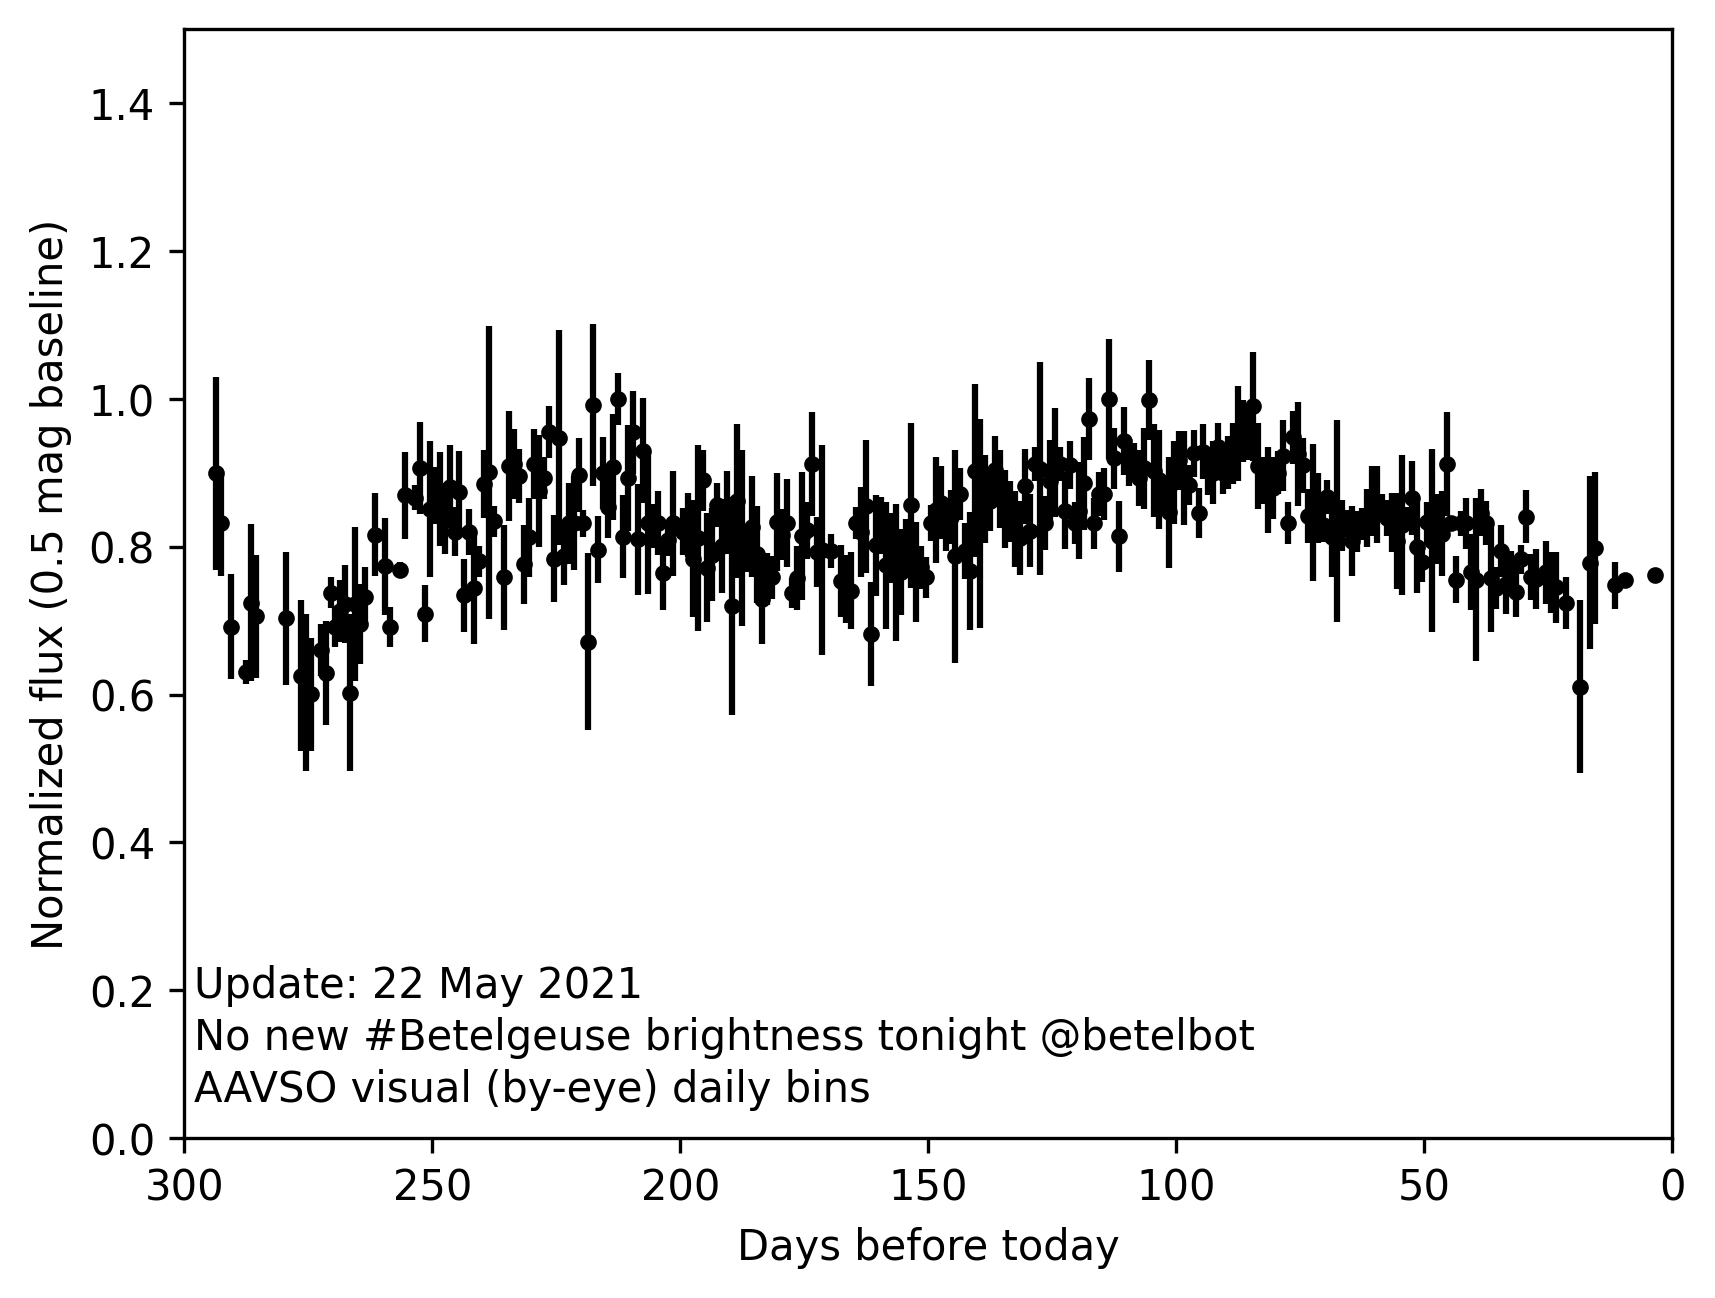 1.4
1.2
1.0
0.8
0.6
0.4
0.2
0.0
Normalized flux (0.5 mag baseline)
Update: 22 May 2021
No new #Betelgeuse brightness tonight @betelbot
AAVSO visual (by-eye) daily bins
300 250 200 150 100 50 0
Days before today